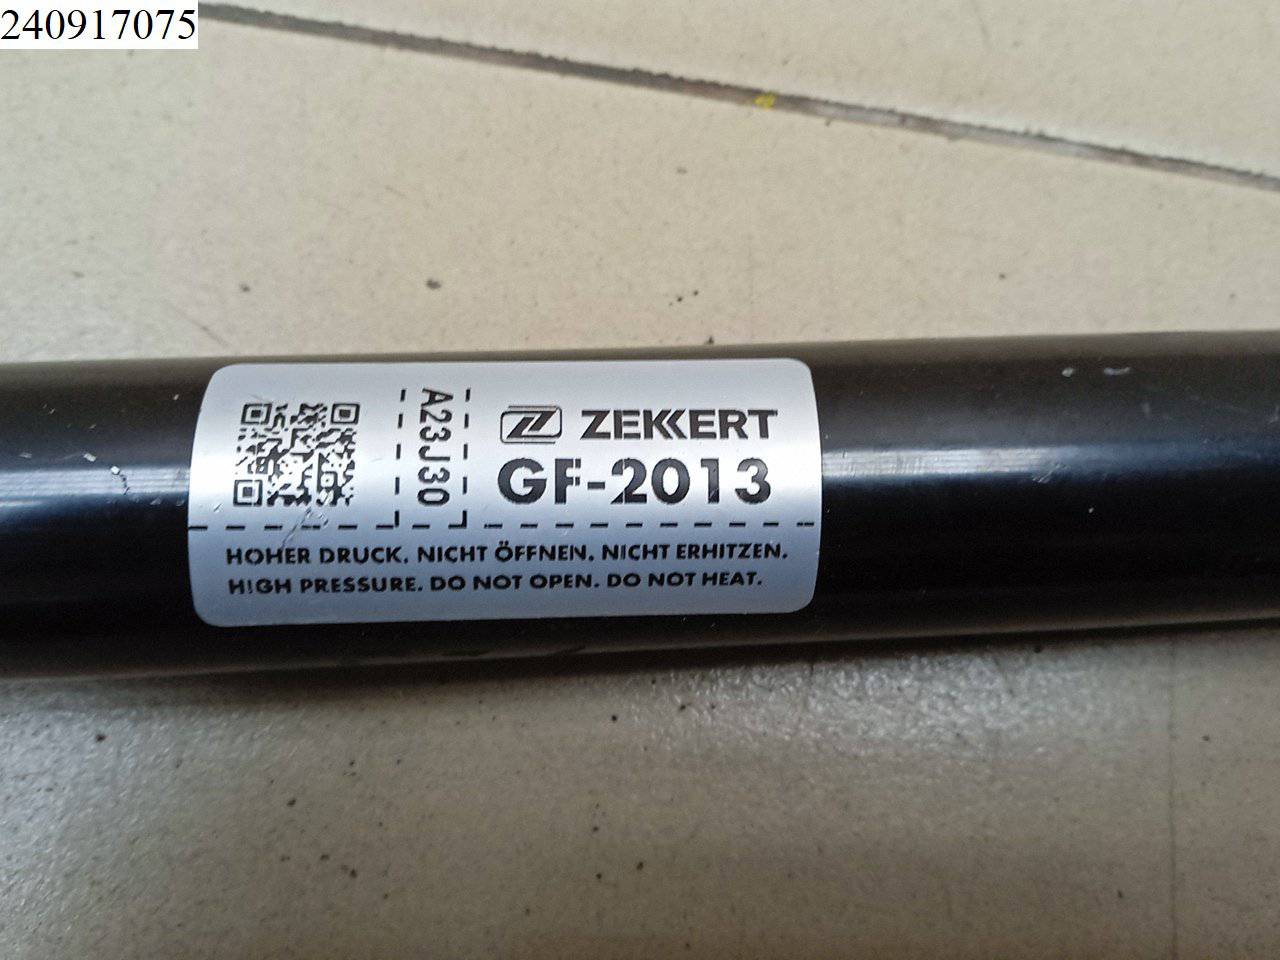 240917075
A23J30
ZEKKERT
GF-2013
HOHER DRUCK. NICHT ÖFFNEN. NICHT ERHITZEN.
HIGH PRESSURE. DO NOT OPEN. DO NOT HEAT.